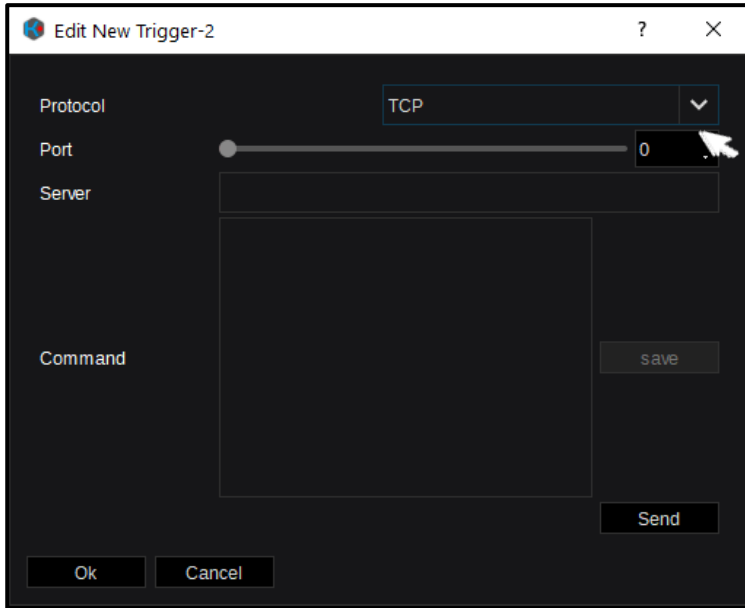 Edit New Trigger-2 ?
Protocol TCP
Port 0
Server
Command save
Send
Ok Cancel